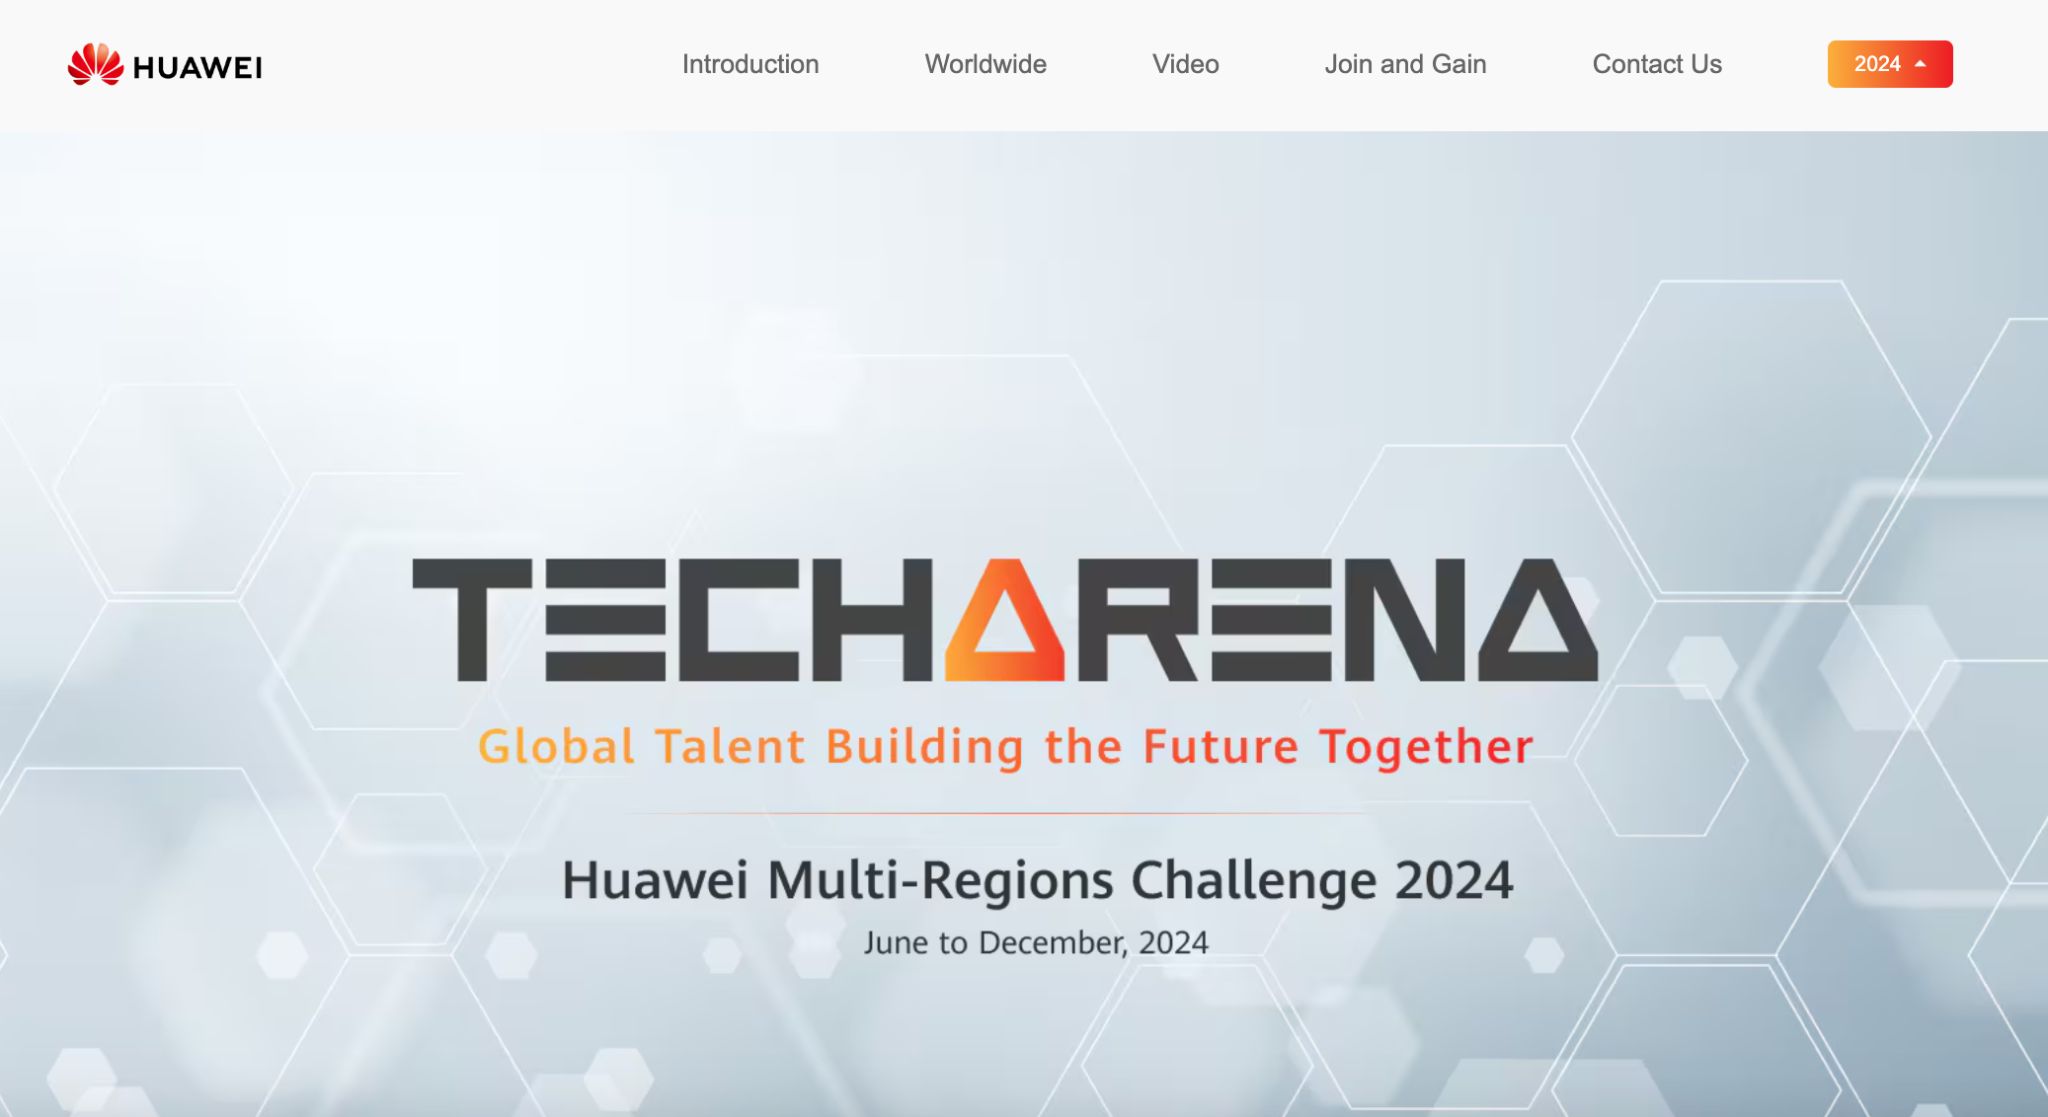 HUAWEI
Introduction
Worldwide
Video
Join and Gain
Contact Us
2024
TECHARENA
Global Talent Building the Future Together
Huawei Multi-Regions Challenge 2024
June to December, 2024